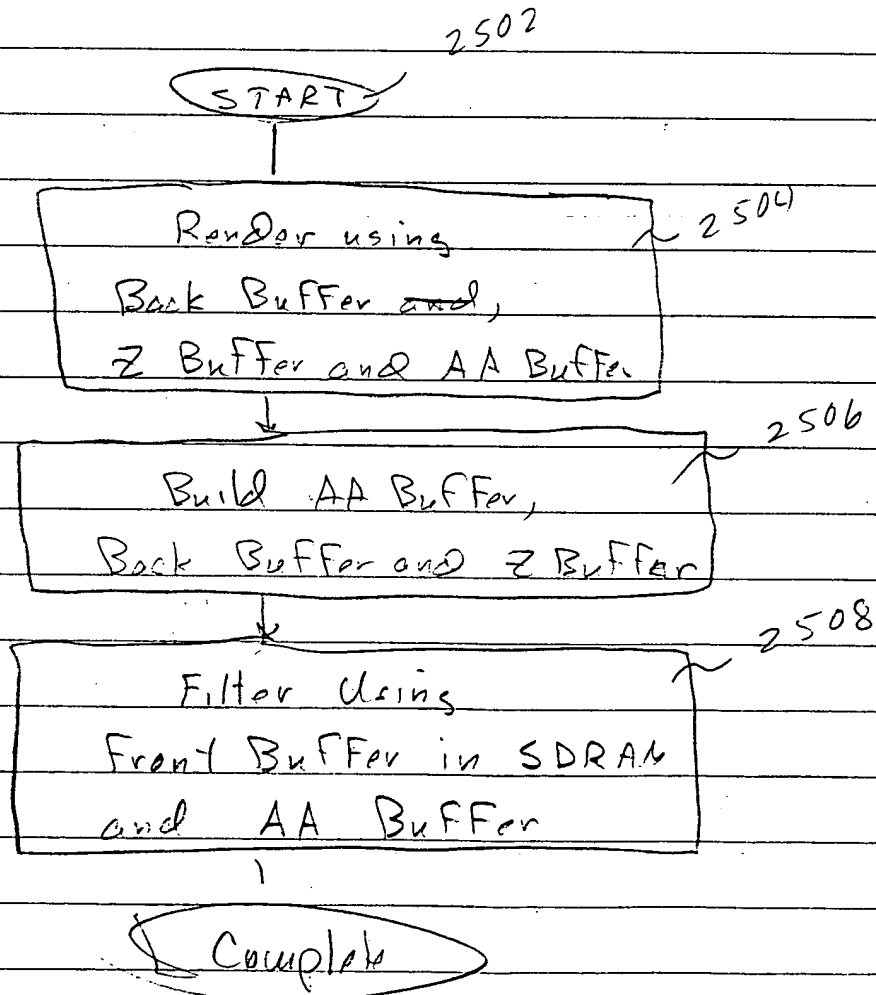 2502
START
2504
Render using
Back Buffer and,
Z Buffer and AA Buffer
2506
Build AA Buffer,
Back Buffer and Z Buffer
2508
Filter Using
Front Buffer in SDRAM
and AA Buffer
Complete